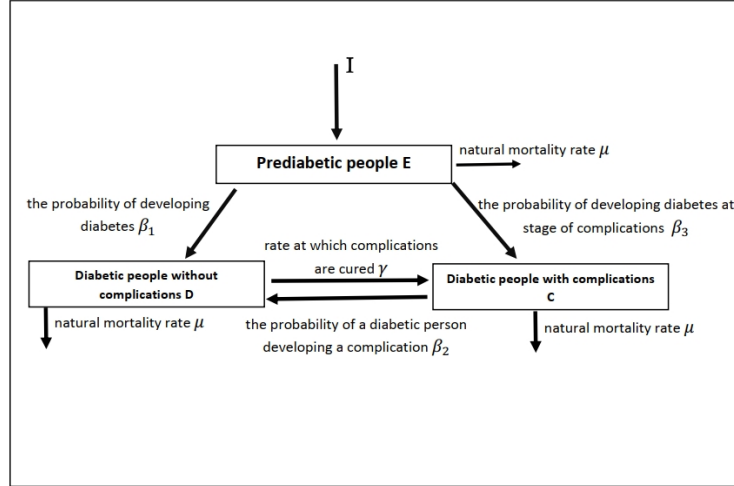 I
Prediabetic people E
natural mortality rate μ
the probability of developing
diabetes β₁
the probability of developing diabetes at
stage of complications β₃
rate at which complications
are cured γ
Diabetic people without
complications D
Diabetic people with complications
C
natural mortality rate μ
the probability of a diabetic person
developing a complication β₂
natural mortality rate μ